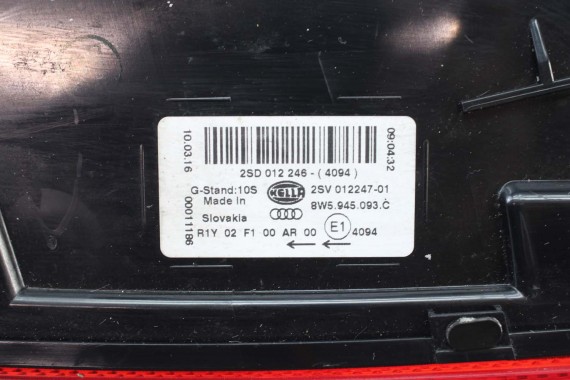 10.03.16
00011186
09:04:32
2SD 012 246-(4094)
G-Stand:10S HELLA 2SV 012247-01
Made In 8W5.945.093.C
Slovakia
R1Y 02 F1 00 AR 00 E1 4094